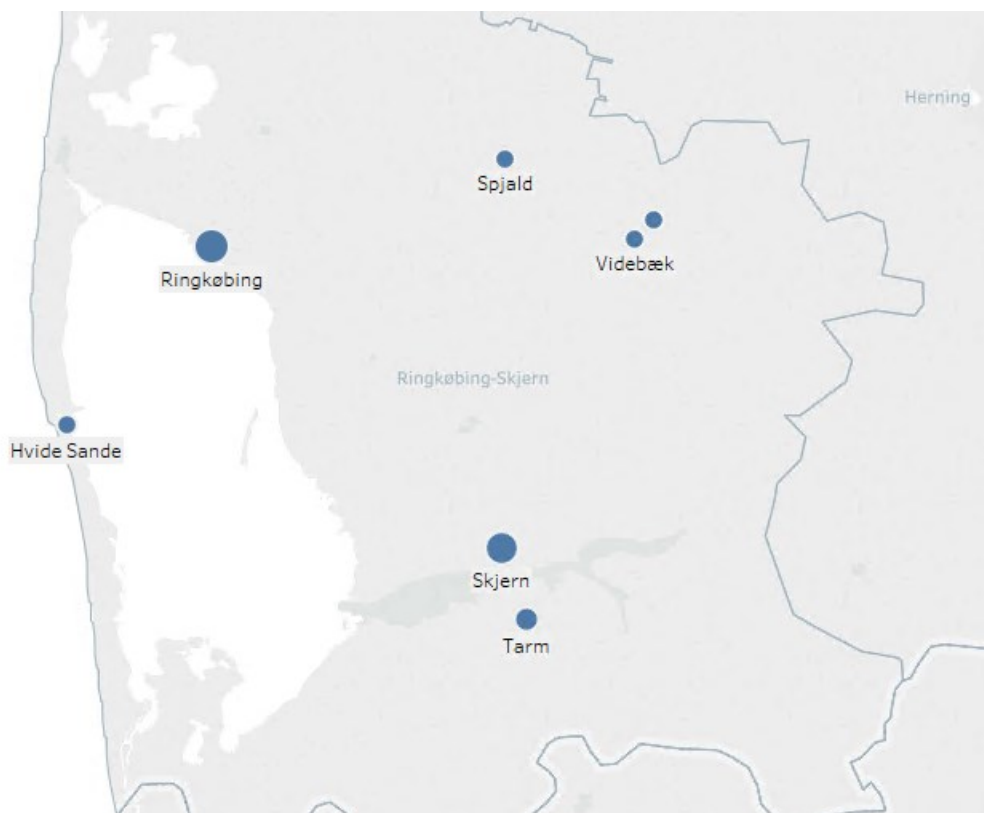 Herning
Spjald
Videbæk
Ringkøbing
Ringkøbing-Skjern
Hvide Sande
Skjern
Tarm